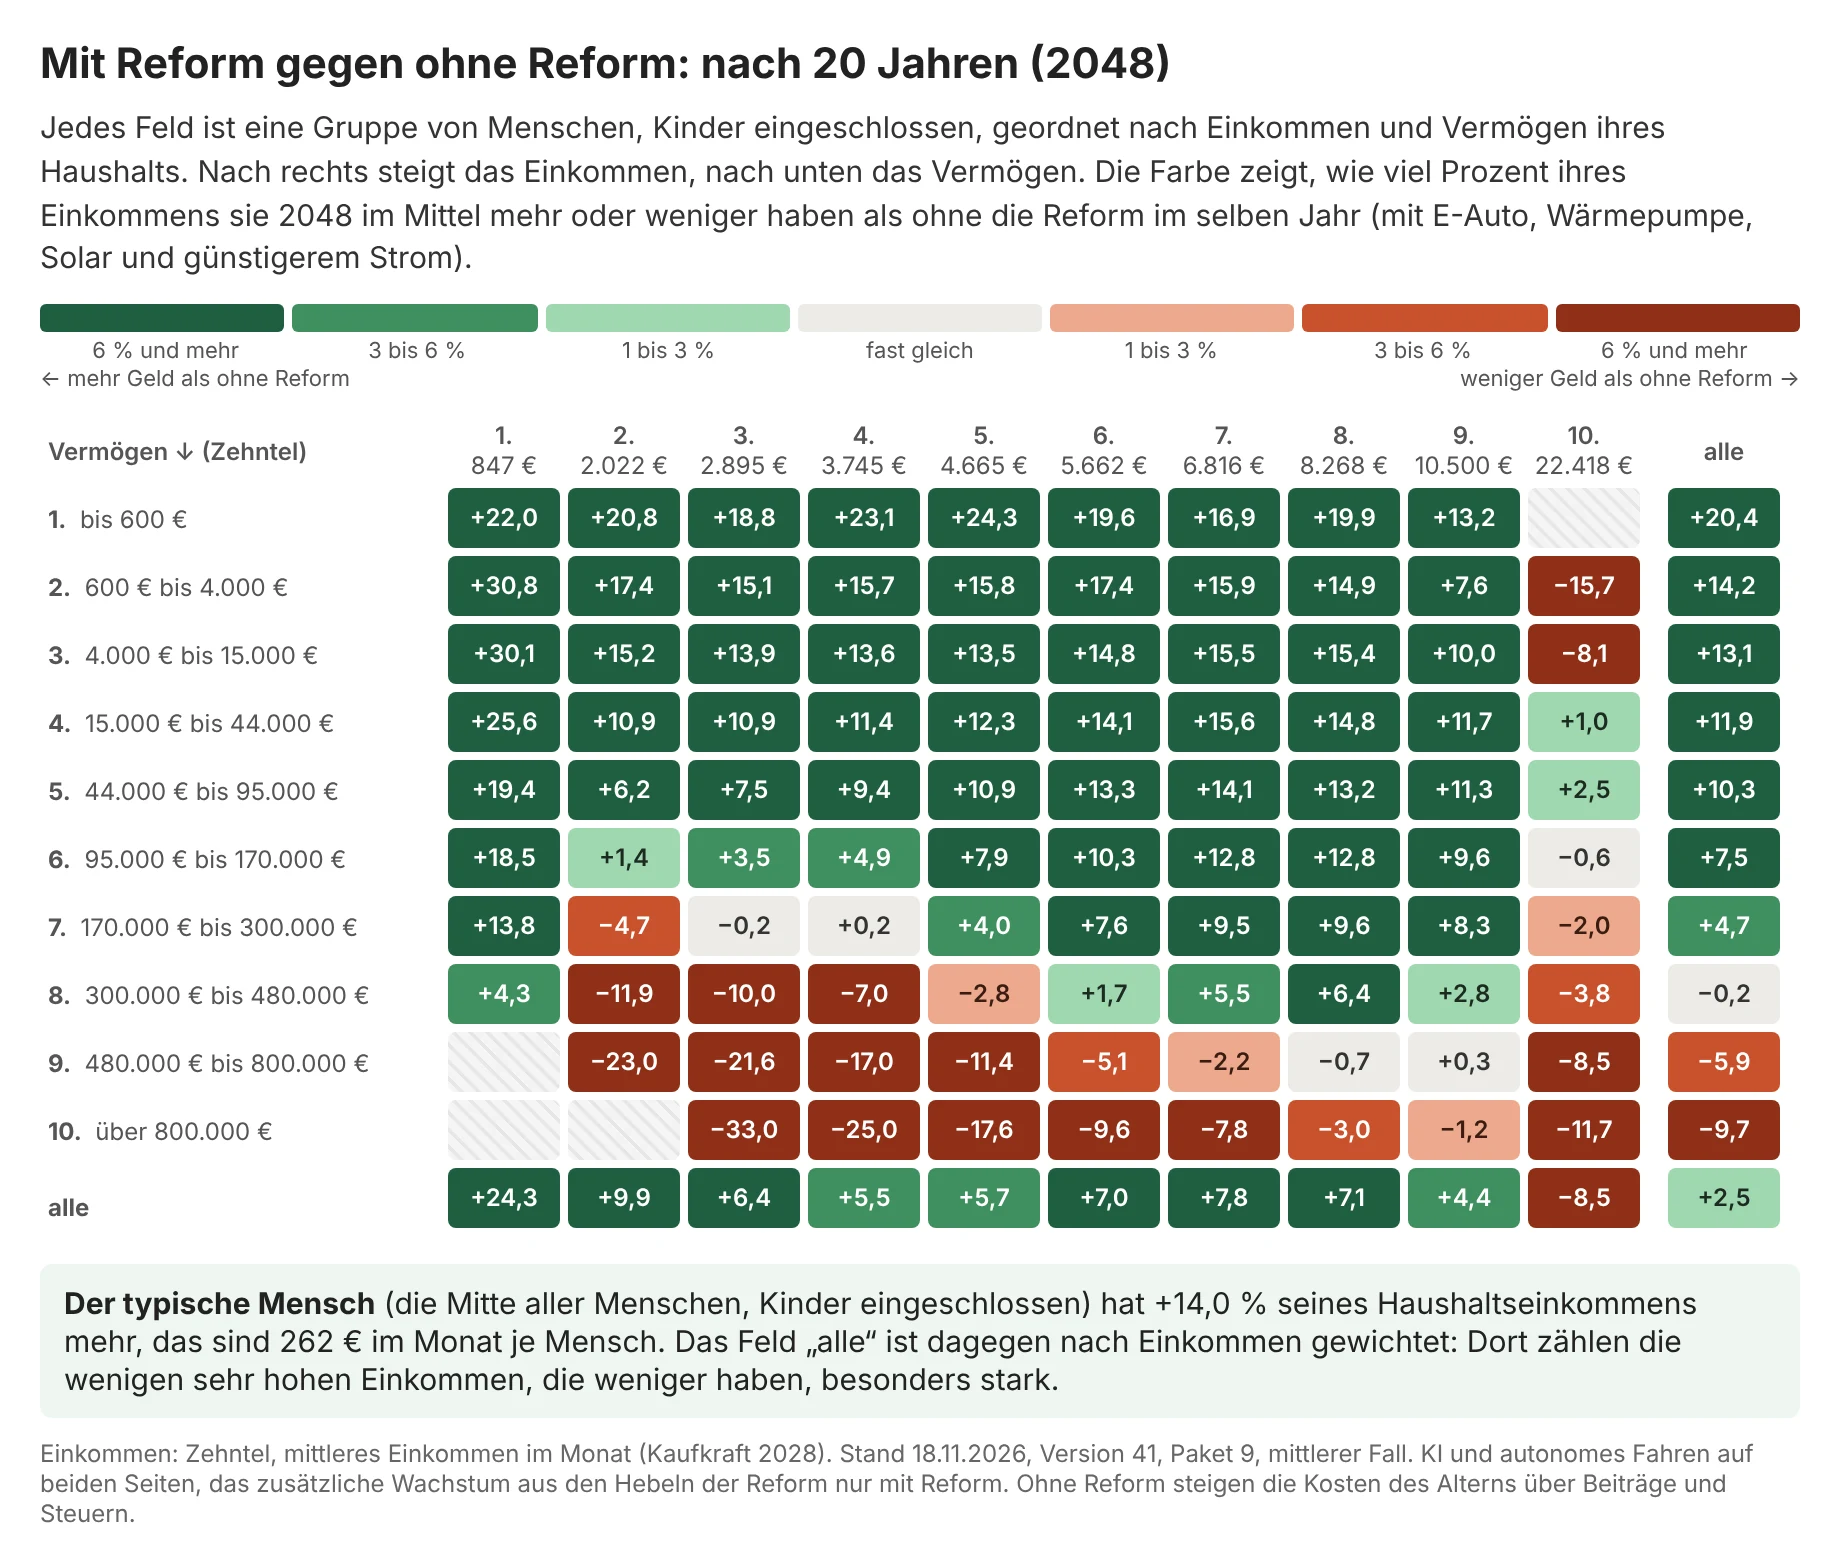 Mit Reform gegen ohne Reform: nach 20 Jahren (2048)
Jedes Feld ist eine Gruppe von Menschen, Kinder eingeschlossen, geordnet nach Einkommen und Vermögen ihres
Haushalts. Nach rechts steigt das Einkommen, nach unten das Vermögen. Die Farbe zeigt, wie viel Prozent ihres
Einkommens sie 2048 im Mittel mehr oder weniger haben als ohne die Reform im selben Jahr (mit E-Auto, Wärmepumpe,
Solar und günstigerem Strom).
6 % und mehr 3 bis 6 % 1 bis 3 % fast gleich 1 bis 3 % 3 bis 6 % 6 % und mehr
← mehr Geld als ohne Reform weniger Geld als ohne Reform →
Vermögen ↓ (Zehntel) 1. 2. 3. 4. 5. 6. 7. 8. 9. 10. alle
847 € 2.022 € 2.895 € 3.745 € 4.665 € 5.662 € 6.816 € 8.268 € 10.500 € 22.418 €
1. bis 600 € +22,0 +20,8 +18,8 +23,1 +24,3 +19,6 +16,9 +19,9 +13,2 +20,4
2. 600 € bis 4.000 € +30,8 +17,4 +15,1 +15,7 +15,8 +17,4 +15,9 +14,9 +7,6 −15,7 +14,2
3. 4.000 € bis 15.000 € +30,1 +15,2 +13,9 +13,6 +13,5 +14,8 +15,5 +15,4 +10,0 −8,1 +13,1
4. 15.000 € bis 44.000 € +25,6 +10,9 +10,9 +11,4 +12,3 +14,1 +15,6 +14,8 +11,7 +1,0 +11,9
5. 44.000 € bis 95.000 € +19,4 +6,2 +7,5 +9,4 +10,9 +13,3 +14,1 +13,2 +11,3 +2,5 +10,3
6. 95.000 € bis 170.000 € +18,5 +1,4 +3,5 +4,9 +7,9 +10,3 +12,8 +12,8 +9,6 −0,6 +7,5
7. 170.000 € bis 300.000 € +13,8 −4,7 −0,2 +0,2 +4,0 +7,6 +9,5 +9,6 +8,3 −2,0 +4,7
8. 300.000 € bis 480.000 € +4,3 −11,9 −10,0 −7,0 −2,8 +1,7 +5,5 +6,4 +2,8 −3,8 −0,2
9. 480.000 € bis 800.000 € −23,0 −21,6 −17,0 −11,4 −5,1 −2,2 −0,7 +0,3 −8,5 −5,9
10. über 800.000 € −33,0 −25,0 −17,6 −9,6 −7,8 −3,0 −1,2 −11,7 −9,7
alle +24,3 +9,9 +6,4 +5,5 +5,7 +7,0 +7,8 +7,1 +4,4 −8,5 +2,5
Der typische Mensch (die Mitte aller Menschen, Kinder eingeschlossen) hat +14,0 % seines Haushaltseinkommens
mehr, das sind 262 € im Monat je Mensch. Das Feld „alle“ ist dagegen nach Einkommen gewichtet: Dort zählen die
wenigen sehr hohen Einkommen, die weniger haben, besonders stark.
Einkommen: Zehntel, mittleres Einkommen im Monat (Kaufkraft 2028). Stand 18.11.2026, Version 41, Paket 9, mittlerer Fall. KI und autonomes Fahren auf
beiden Seiten, das zusätzliche Wachstum aus den Hebeln der Reform nur mit Reform. Ohne Reform steigen die Kosten des Alterns über Beiträge und
Steuern.